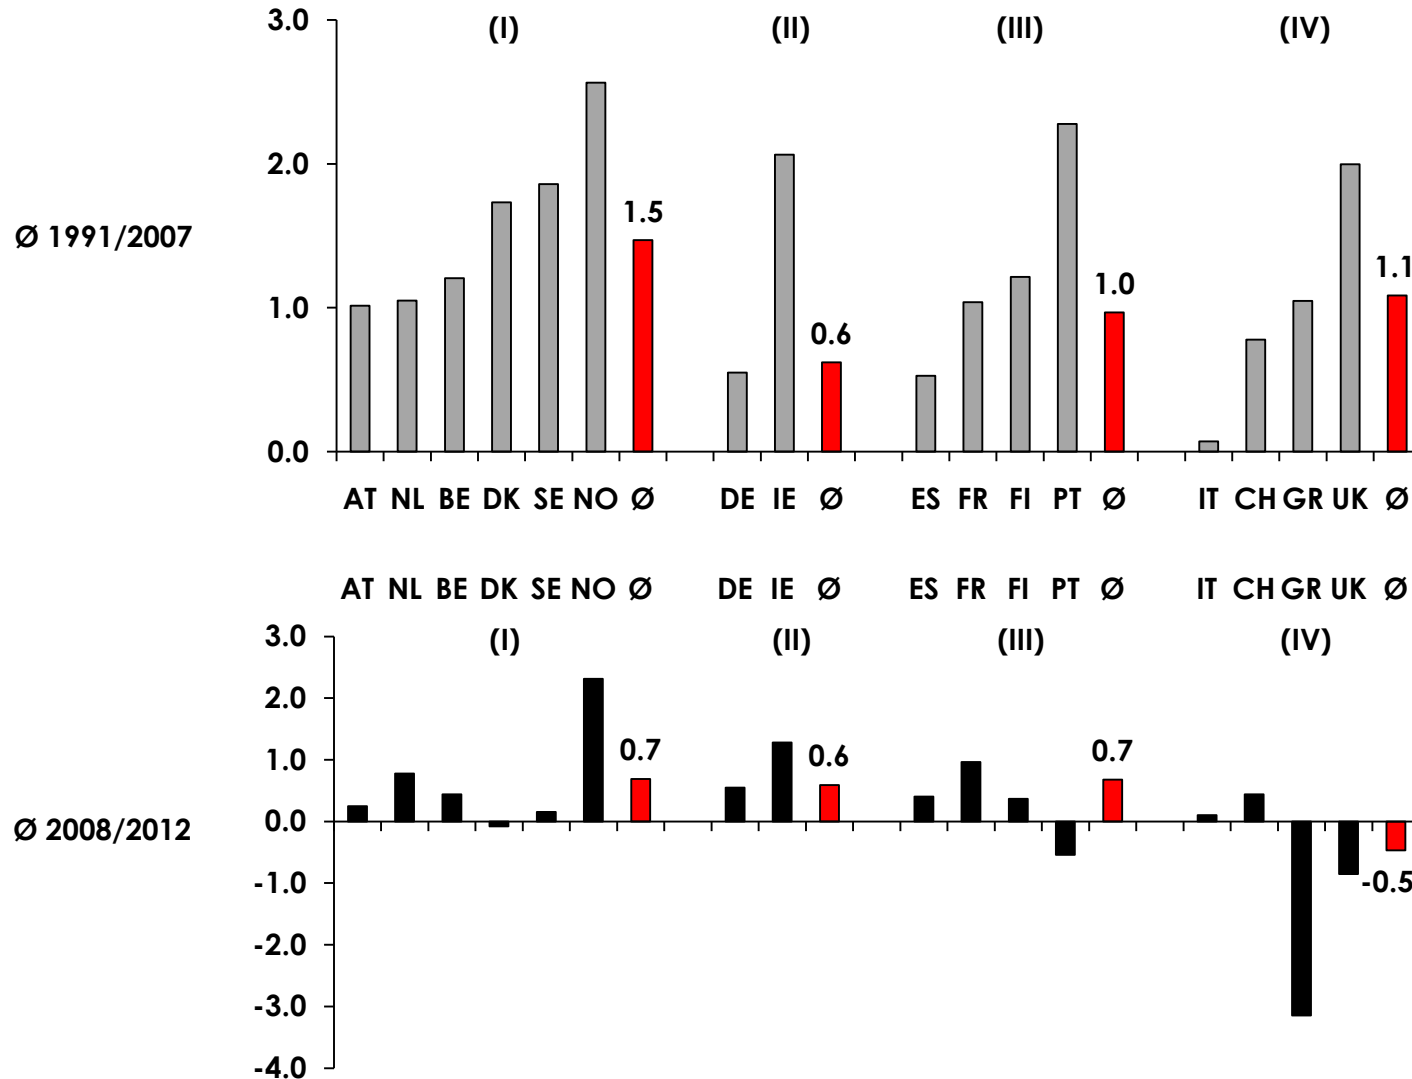 3.0 (I) (II) (III) (IV)
2.0
1.5
Ø 1991/2007
1.1
1.0
1.0
0.6
0.0
AT NL BE DK SE NO Ø DE IE Ø ES FR FI PT Ø IT CH GR UK Ø
AT NL BE DK SE NO Ø DE IE Ø ES FR FI PT Ø IT CH GR UK Ø
3.0 (I) (II) (III) (IV)
2.0
1.0 0.7 0.6 0.7
0.0
Ø 2008/2012
-1.0 -0.5
-2.0
-3.0
-4.0